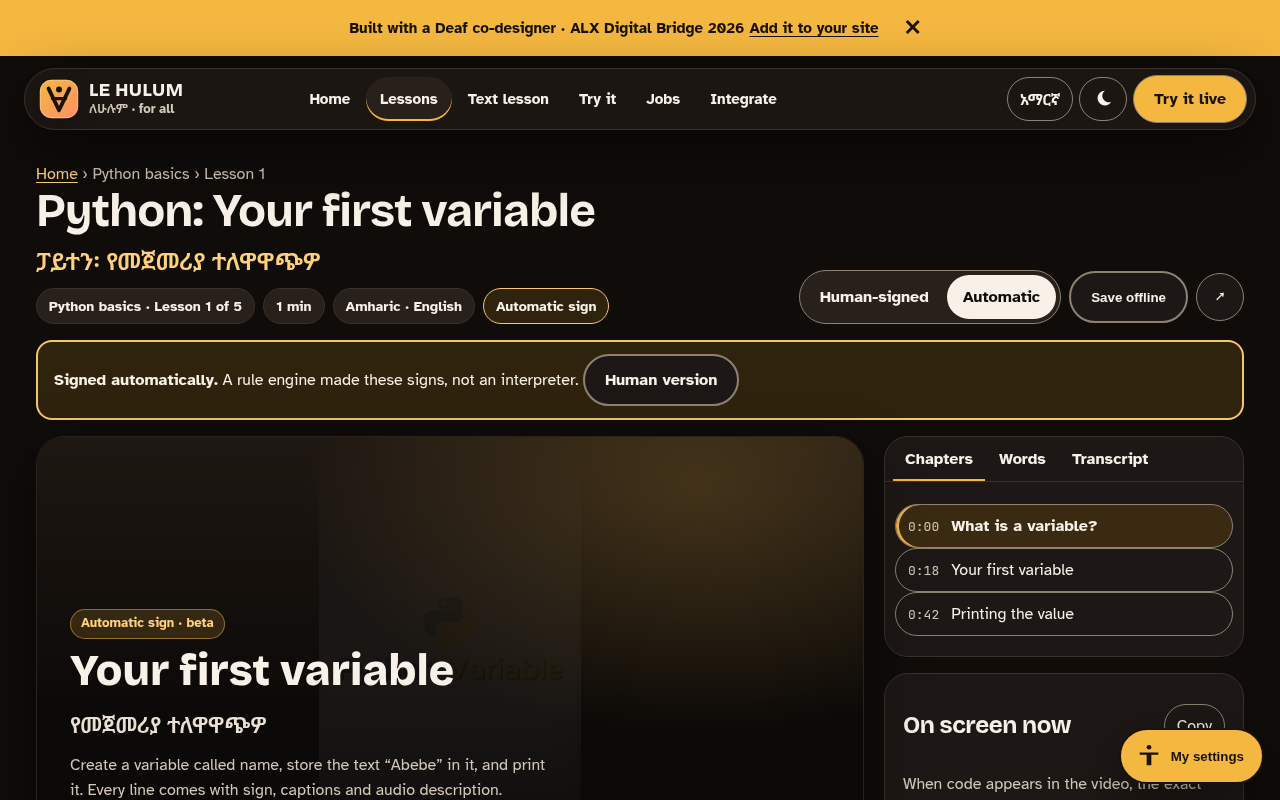 Built with a Deaf co-designer · ALX Digital Bridge 2026 Add it to your site ✕
LE HULUM
ለሁሉም · for all
Home
Lessons
Text lesson
Try it
Jobs
Integrate
አማርኛ
Try it live
Home › Python basics › Lesson 1
Python: Your first variable
ፓይተን: የመጀመሪያ ተለዋዋጭዎ
Python basics · Lesson 1 of 5
1 min
Amharic · English
Automatic sign
Human-signed
Automatic
Save offline
↗
Signed automatically. A rule engine made these signs, not an interpreter. Human version
Automatic sign · beta
Your first variable
Variable
የመጀመሪያ ተለዋዋጭዎ
Create a variable called name, store the text “Abebe” in it, and print
it. Every line comes with sign, captions and audio description.
Chapters
Words
Transcript
0:00 What is a variable?
0:18 Your first variable
0:42 Printing the value
On screen now
Copy
When code appears in the video, the exact
My settings